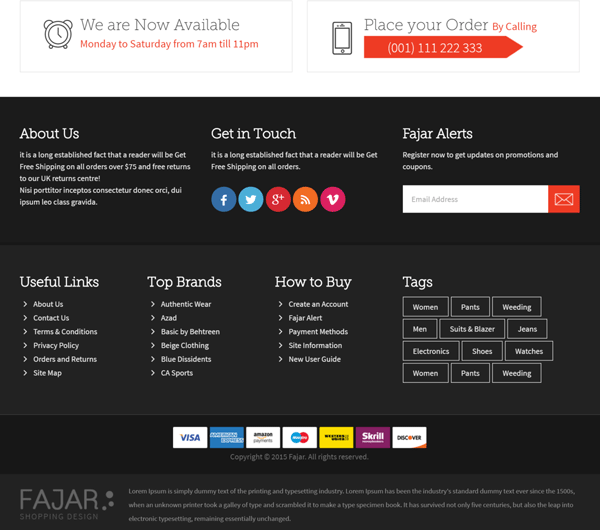 We are Now Available
Monday to Saturday from 7am till 11pm
Place your Order By Calling
(001) 111 222 333
About Us
it is a long established fact that a reader will be Get
Free Shipping on all orders over $75 and free returns
to our UK returns centre!
Nisi porttitor inceptos consectetur donec orci, dui
ipsum leo class gravida.
Get in Touch
it is a long established fact that a reader will be Get
Free Shipping on all orders.
f
g+
v
Fajar Alerts
Register now to get updates on promotions and
coupons.
Email Address
Useful Links
About Us
Contact Us
Terms & Conditions
Privacy Policy
Orders and Returns
Site Map
Top Brands
Authentic Wear
Azad
Basic by Behtreen
Beige Clothing
Blue Dissidents
CA Sports
How to Buy
Create an Account
Fajar Alert
Payment Methods
Site Information
New User Guide
Tags
Women Pants Weeding
Men Suits & Blazer Jeans
Electronics Shoes Watches
Women Pants Weeding
VISA AMERICAN EXPRESS amazon payments Maestro WESTERN UNION Skrill DISCOVER
Copyright © 2015 Fajar. All rights reserved.
FAJAR
SHOPPING DESIGN
Lorem Ipsum is simply dummy text of the printing and typesetting industry. Lorem Ipsum has been the industry's standard dummy text ever since the 1500s,
when an unknown printer took a galley of type and scrambled it to make a type specimen book. It has survived not only five centuries, but also the leap into
electronic typesetting, remaining essentially unchanged.